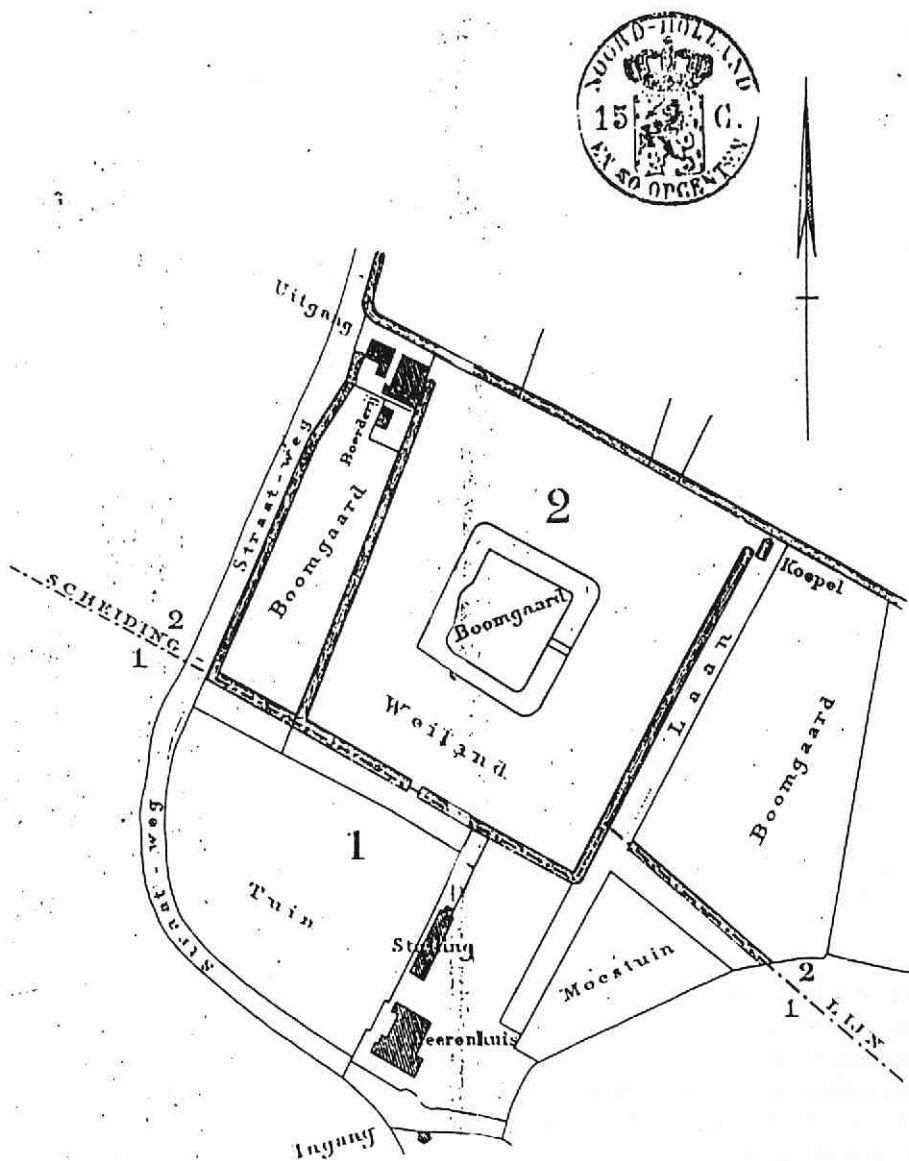 NOORD-HOLLAND
15 C.
EN 50 OPCENTEN
Uitgang
Straat-weg
Boerderij
Boomgaard
2
Boomgaard
Weiland
Koepel
Laan
Boomgaard
SCHEIDING
2
1
1
Straat-weg
Tuin
Stalling
Heerenhuis
Moestuin
2
1
LIJN
Ingang